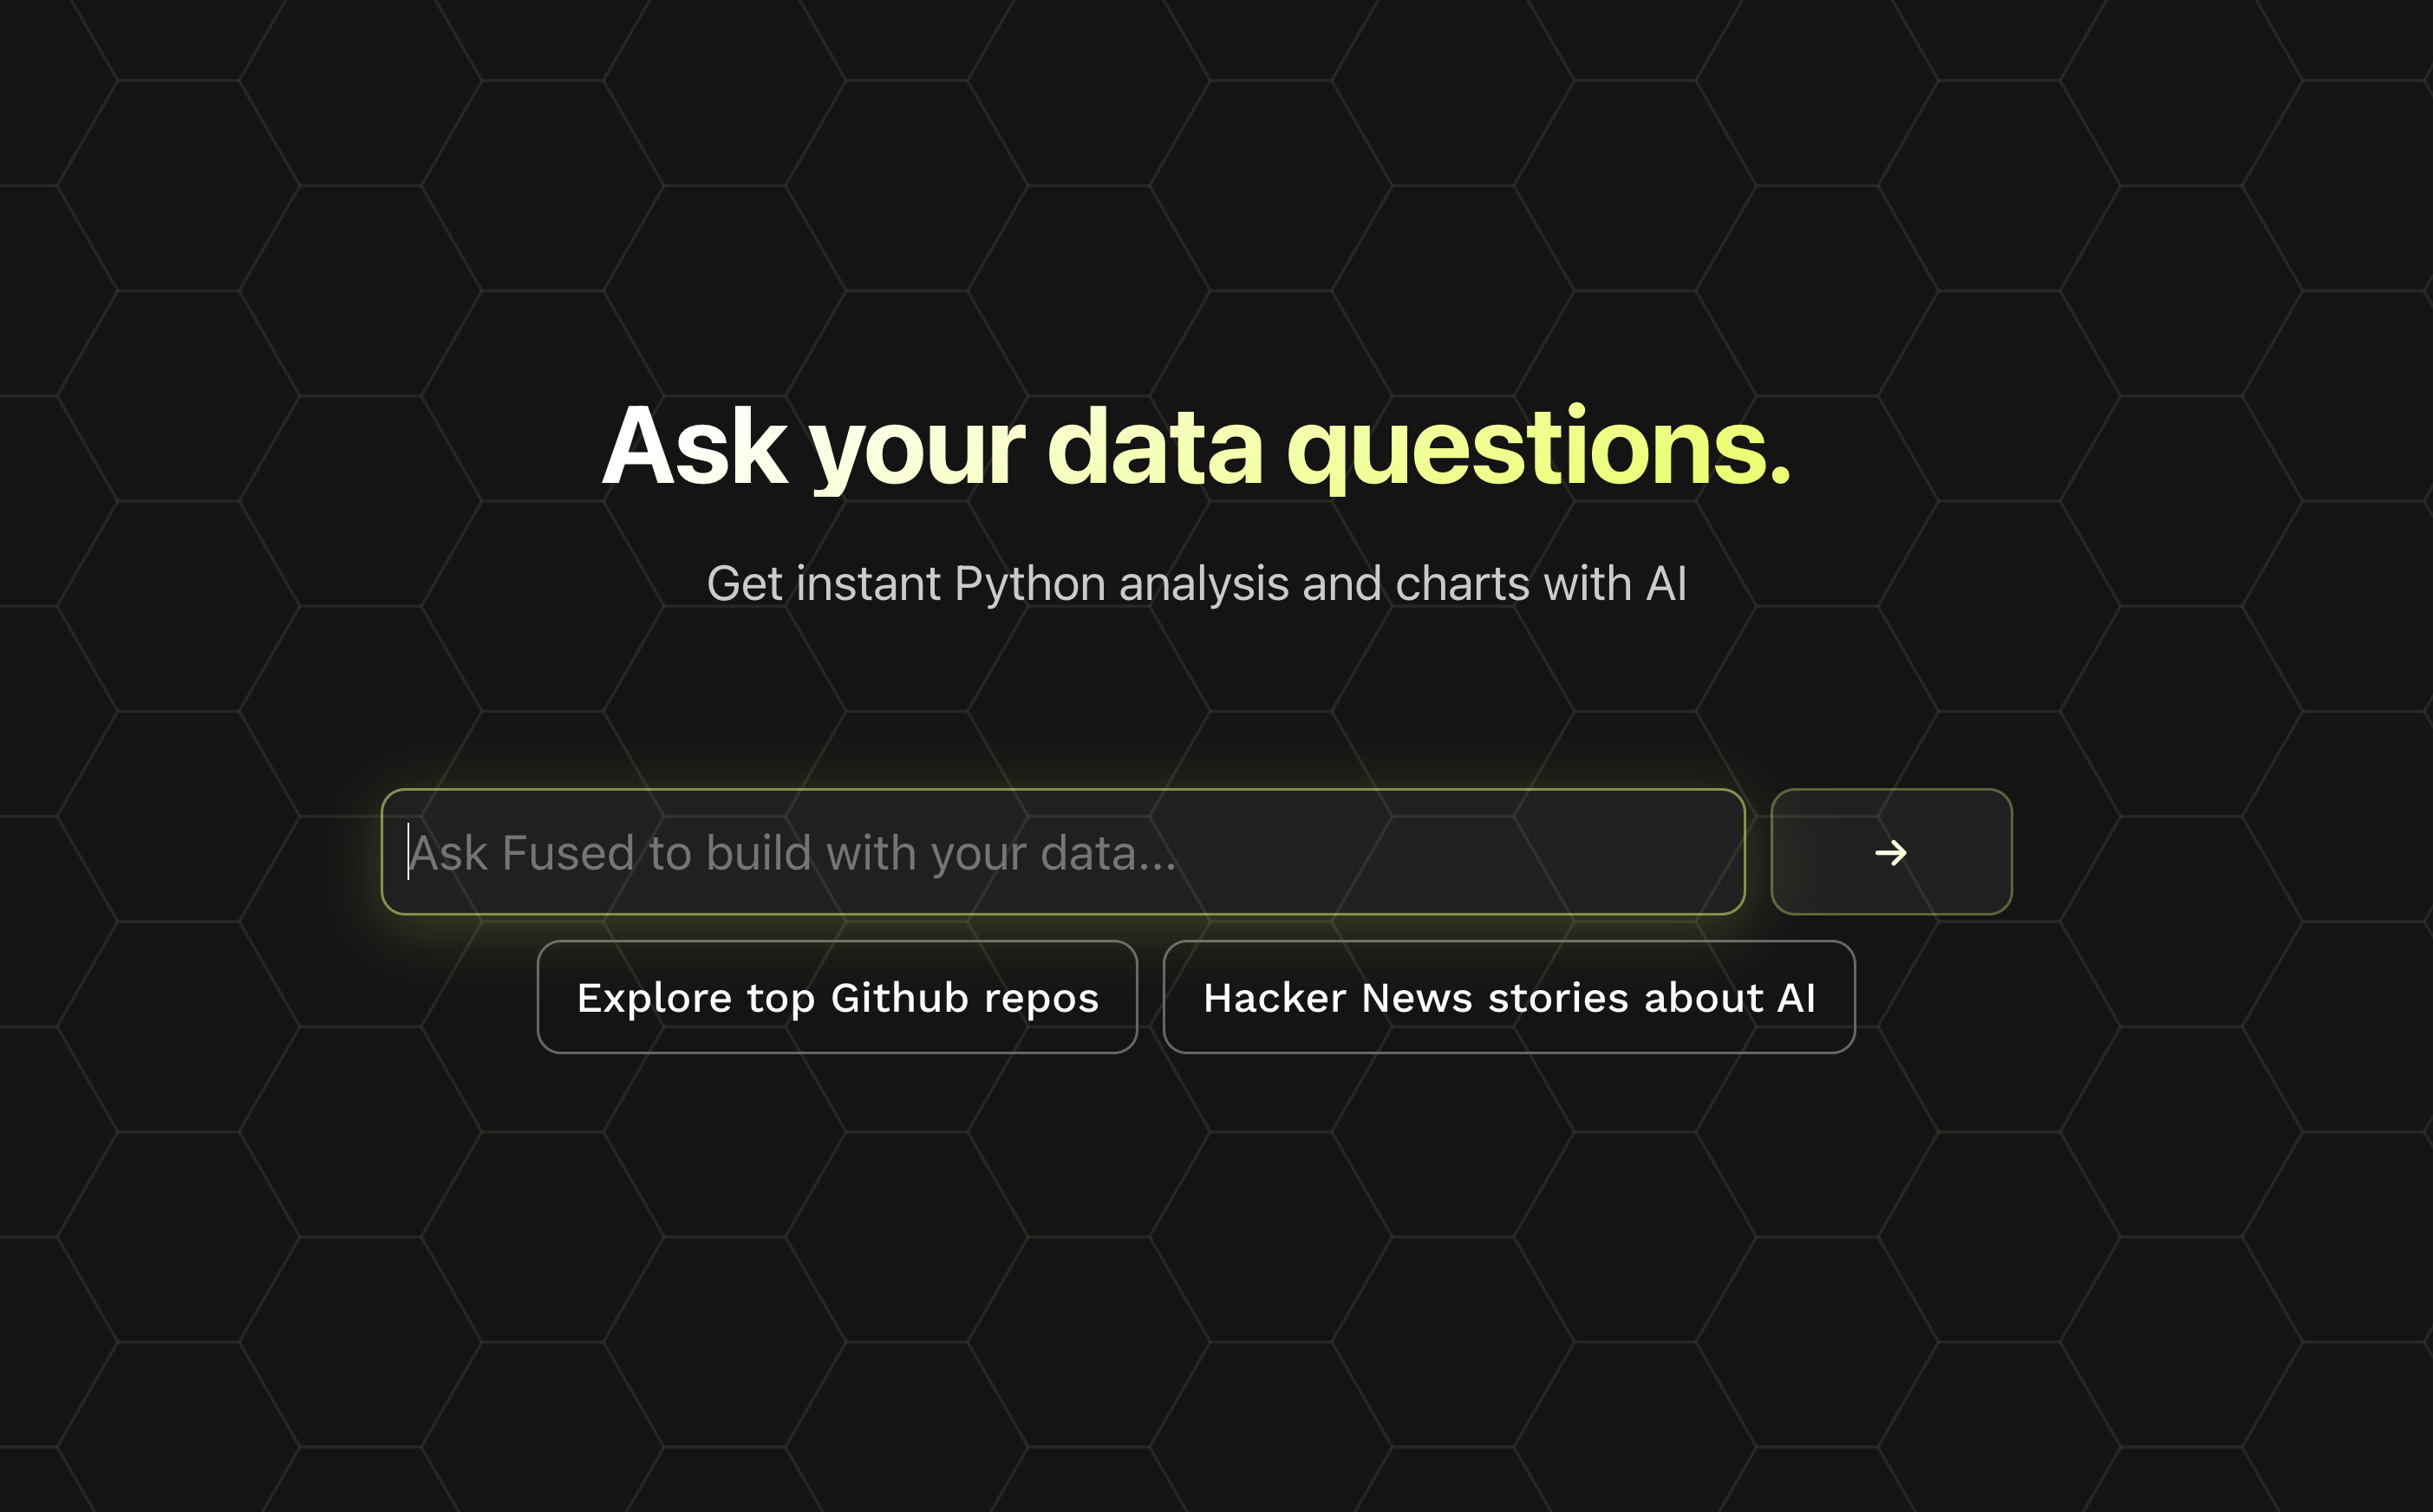 Ask your data questions.
Get instant Python analysis and charts with AI
Ask Fused to build with your data...
Explore top Github repos
Hacker News stories about AI